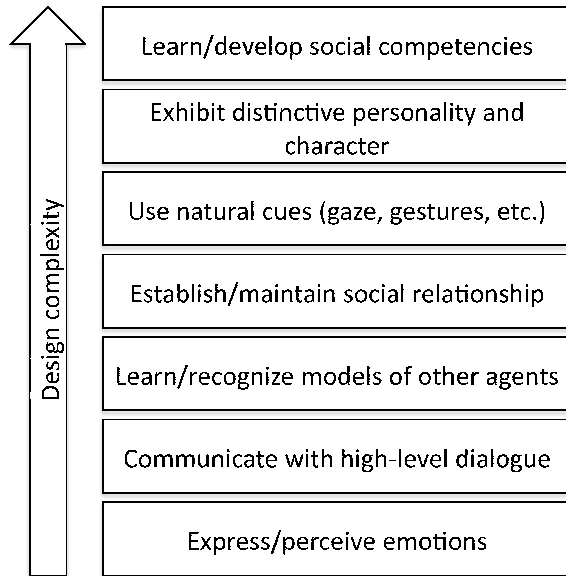 Learn/develop social competencies
Exhibit distinctive personality and
character
Use natural cues (gaze, gestures, etc.)
Establish/maintain social relationship
Learn/recognize models of other agents
Communicate with high-level dialogue
Express/perceive emotions
Design complexity